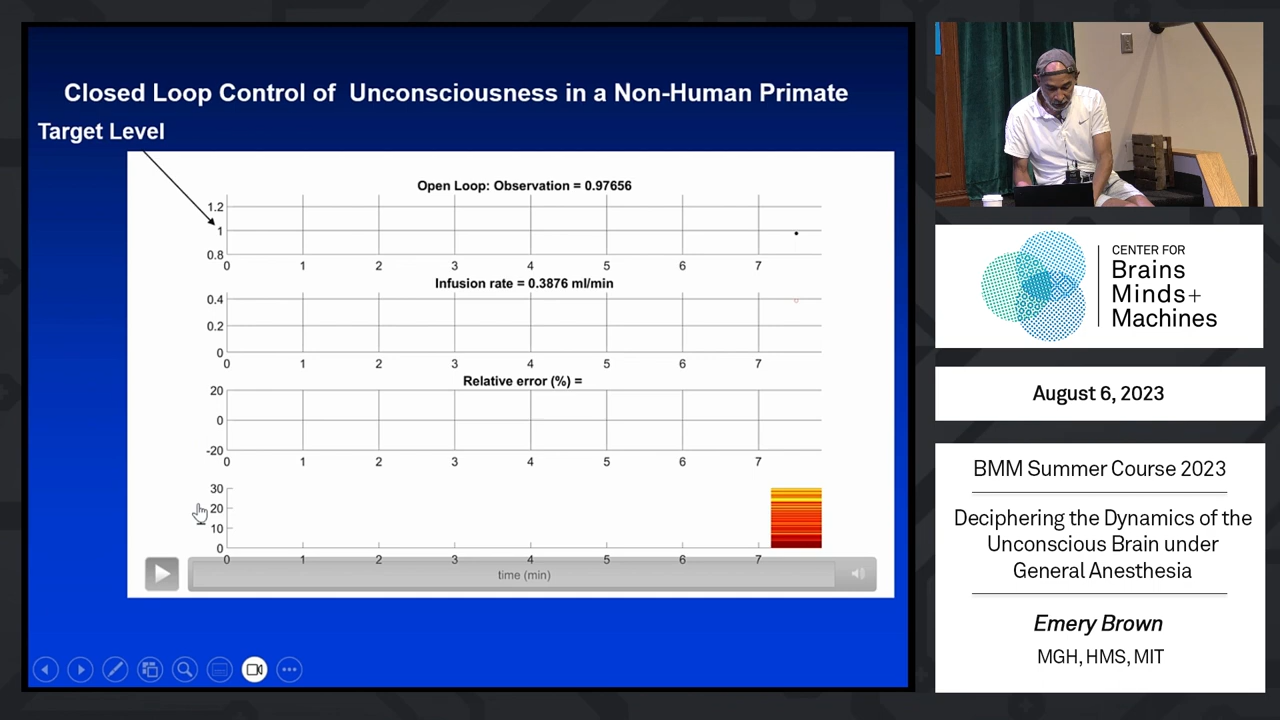 Closed Loop Control of Unconsciousness in a Non-Human Primate
Target Level
Open Loop: Observation = 0.97656
1.2
1
0.8
0 1 2 3 4 5 6 7
Infusion rate = 0.3876 ml/min
0.4
0.2
0
0 1 2 3 4 5 6 7
Relative error (%) =
20
0
-20
0 1 2 3 4 5 6 7
30
20
10
0
0 1 2 3 4 5 6 7
time (min)
CENTER FOR
Brains
Minds+
Machines
August 6, 2023
BMM Summer Course 2023
Deciphering the Dynamics of the
Unconscious Brain under
General Anesthesia
Emery Brown
MGH, HMS, MIT